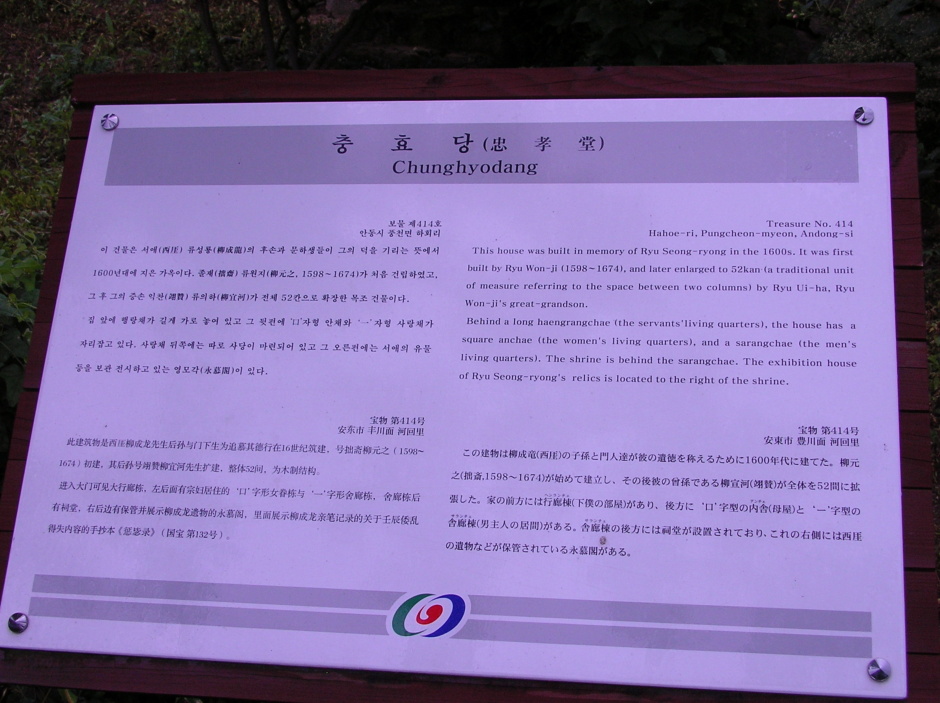 충 효 당(忠 孝 堂)
Chunghyodang
보물 제414호
안동시 풍천면 하회리
이 건물은 서애(西厓) 류성룡(柳成龍)의 후손과 문하생들이 그의 덕을 기리는 뜻에서
1600년대에 지은 가옥이다. 졸재(拙齋) 류원지(柳元之, 1598~1674)가 처음 건립하였고,
그 후 그의 증손 익찬(翊贊) 류의하(柳宜河)가 전체 52칸으로 확장한 목조 건물이다.
집 앞에 행랑채가 길게 가로 놓여 있고 그 뒷편에 '口'자형 안채와 '一'자형 사랑채가
자리잡고 있다. 사랑채 뒤쪽에는 따로 사당이 마련되어 있고 그 오른편에는 서애의 유물
등을 보관 전시하고 있는 영모각(永慕閣)이 있다.
Treasure No. 414
Hahoe-ri, Pungcheon-myeon, Andong-si
This house was built in memory of Ryu Seong-ryong in the 1600s. It was first
built by Ryu Won-ji (1598~1674), and later enlarged to 52kan (a traditional unit
of measure referring to the space between two columns) by Ryu Ui-ha, Ryu
Won-ji's great-grandson.
Behind a long haengrangchae (the servants'living quarters), the house has a
square anchae (the women's living quarters), and a sarangchae (the men's
living quarters). The shrine is behind the sarangchae. The exhibition house
of Ryu Seong-ryong's relics is located to the right of the shrine.
宝物 第414号
安东市 丰川面 河回里
此建筑物是西厓柳成龙先生后孙与门下生为追墓其德行在16世纪筑建，号拙斋柳元之（1598~
1674）初建，其后孙号翊赞柳宜河先生扩建、整体52间，为木制结构。
进入大门可见大行廊栋，左后面有宗妇居住的 '口' 字形女眷栋与 '一' 字形舍廊栋，舍廊栋后
有祠堂，右后边有保管并展示柳成龙遗物的永墓阁，里面展示柳成龙亲笔记录的关于壬辰倭乱
得失内容的手抄本《惩毖录》（国宝 第132号）。
宝物 第414号
安東市 豊川面 河回里
この建物は柳成竜(西厓)の子孫と門人達が彼の遺徳を称えるために1600年代に建てた。柳元
之(拙斎,1598~1674)が始めて建立し、その後彼の曾孫である柳宜河(翊賛)が全体を52間に拡
張した。家の前方には行廊棟(下僕の部屋)があり、後方に '口' 字型の内舎(母屋)と '一' 字型の
舎廊棟(男主人の居間)がある。舎廊棟の後方には祠堂が設置されており、これの右側には西厓
の遺物などが保管されている永墓閣がある。